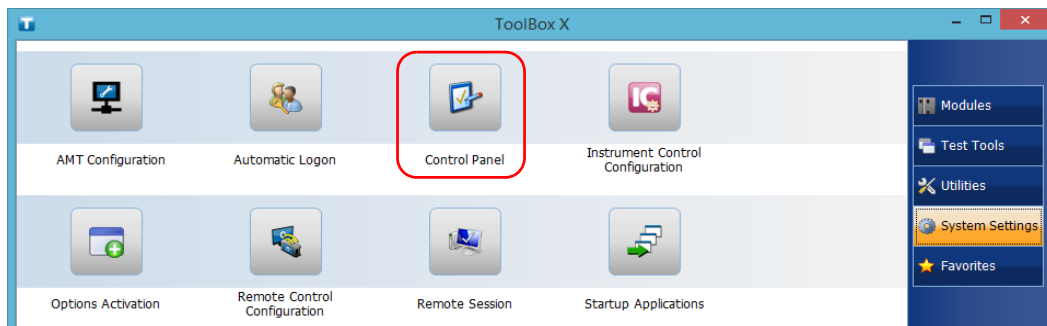 ToolBox X
AMT Configuration
Automatic Logon
Control Panel
IC
Instrument Control
Configuration
Options Activation
Remote Control
Configuration
Remote Session
Startup Applications
Modules
Test Tools
Utilities
System Settings
Favorites